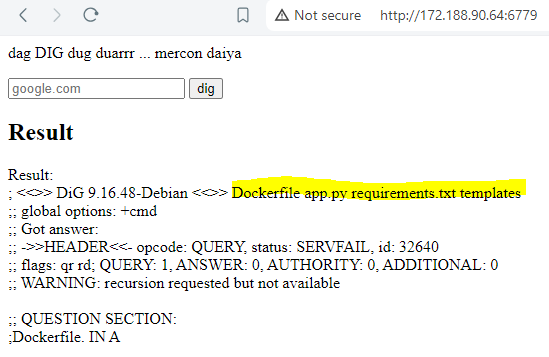 Not secure http://172.188.90.64:6779
dag DIG dug duarrr ... mercon daiya
google.com dig
Result
Result:
; <<>> DiG 9.16.48-Debian <<>> Dockerfile app.py requirements.txt templates
;; global options: +cmd
;; Got answer:
;; ->>HEADER<<- opcode: QUERY, status: SERVFAIL, id: 32640
;; flags: qr rd; QUERY: 1, ANSWER: 0, AUTHORITY: 0, ADDITIONAL: 0
;; WARNING: recursion requested but not available
;; QUESTION SECTION:
;Dockerfile. IN A